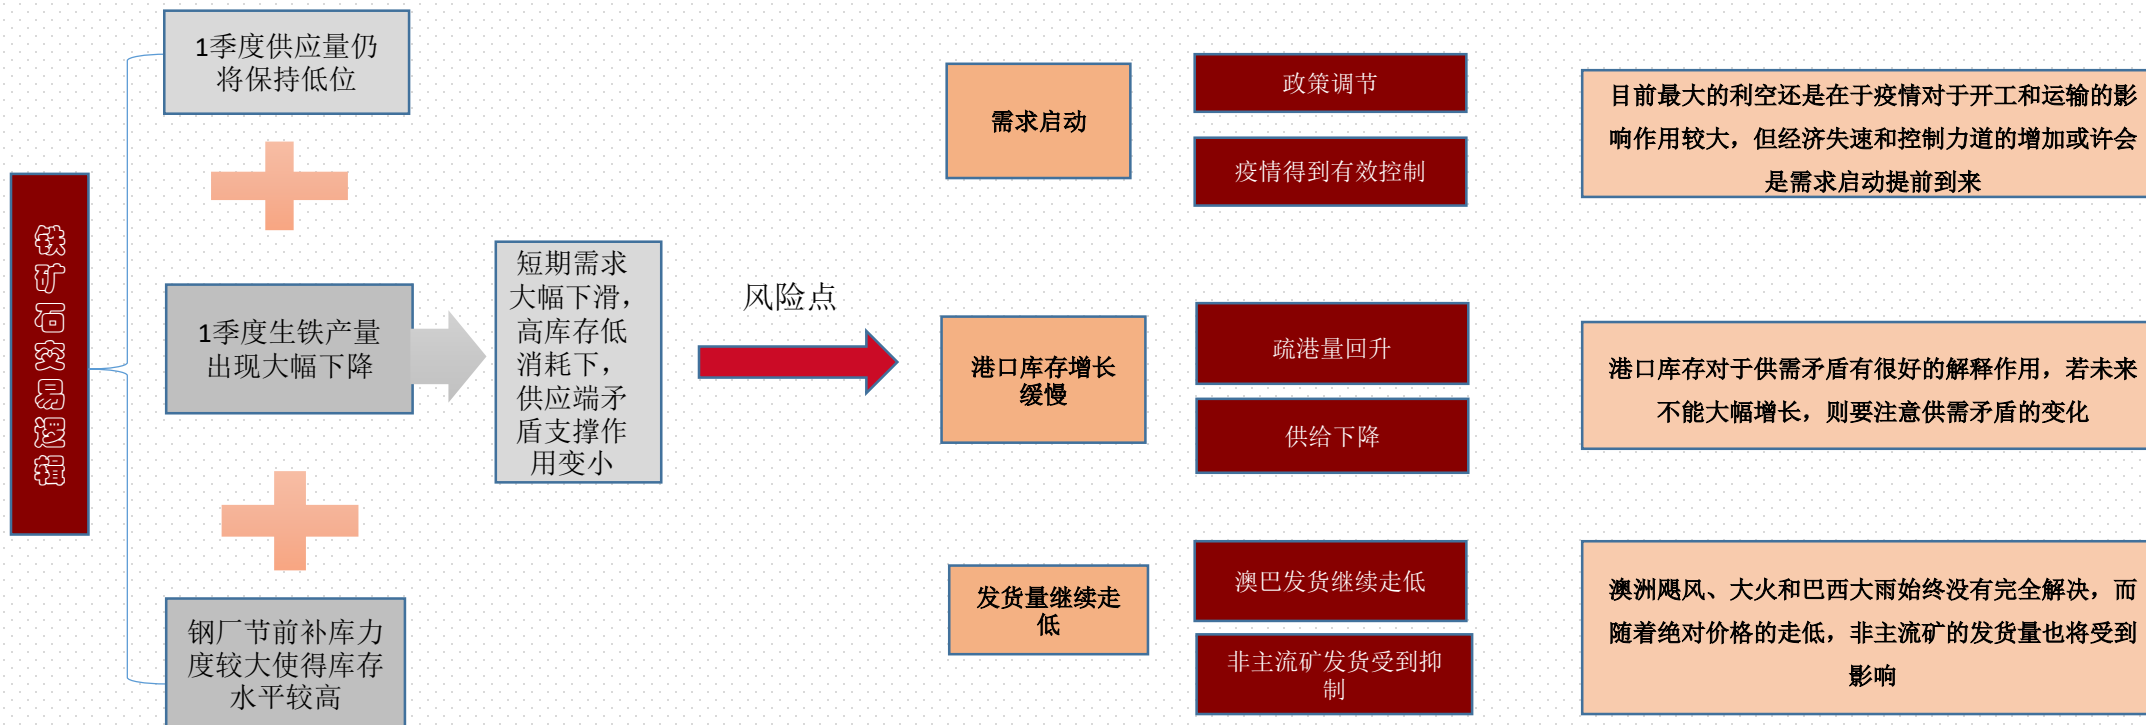 铁矿石交易逻辑
1季度供应量仍
将保持低位
1季度生铁产量
出现大幅下降
钢厂节前补库力
度较大使得库存
水平较高
短期需求
大幅下滑，
高库存低
消耗下，
供应端矛
盾支撑作
用变小
风险点
需求启动
政策调节
疫情得到有效控制
目前最大的利空还是在于疫情对于开工和运输的影
响作用较大，但经济失速和控制力道的增加或许会
是需求启动提前到来
港口库存增长
缓慢
疏港量回升
供给下降
港口库存对于供需矛盾有很好的解释作用，若未来
不能大幅增长，则要注意供需矛盾的变化
发货量继续走
低
澳巴发货继续走低
非主流矿发货受到抑
制
澳洲飓风、大火和巴西大雨始终没有完全解决，而
随着绝对价格的走低，非主流矿的发货量也将受到
影响